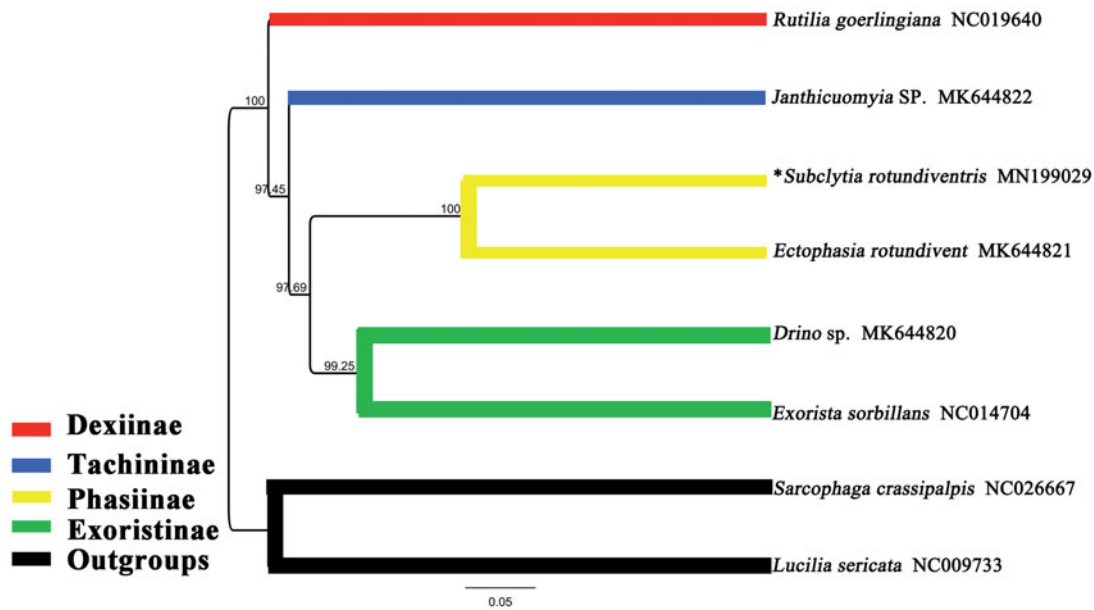 Rutilia goerlingiana NC019640
100
Janthicuomyia SP. MK644822
97.45
*Subclytia rotundiventris MN199029
100
Ectophasia rotundivent MK644821
97.69
Drino sp. MK644820
99.25
Exorista sorbillans NC014704
Dexiinae
Tachininae
Phasiinae
Exoristinae
Outgroups
Sarcophaga crassipalpis NC026667
Lucilia sericata NC009733
0.05